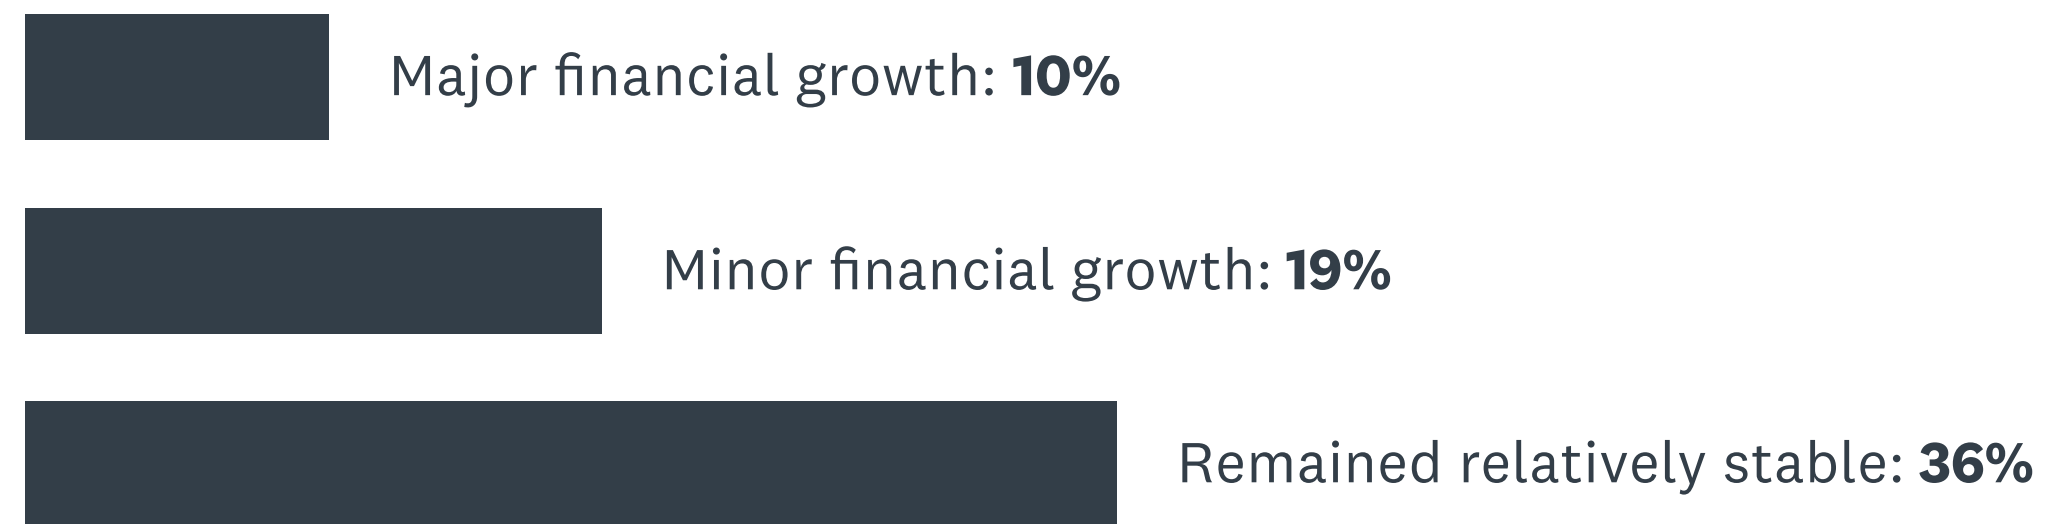 Major financial growth: 10%
Minor financial growth: 19%
Remained relatively stable: 36%